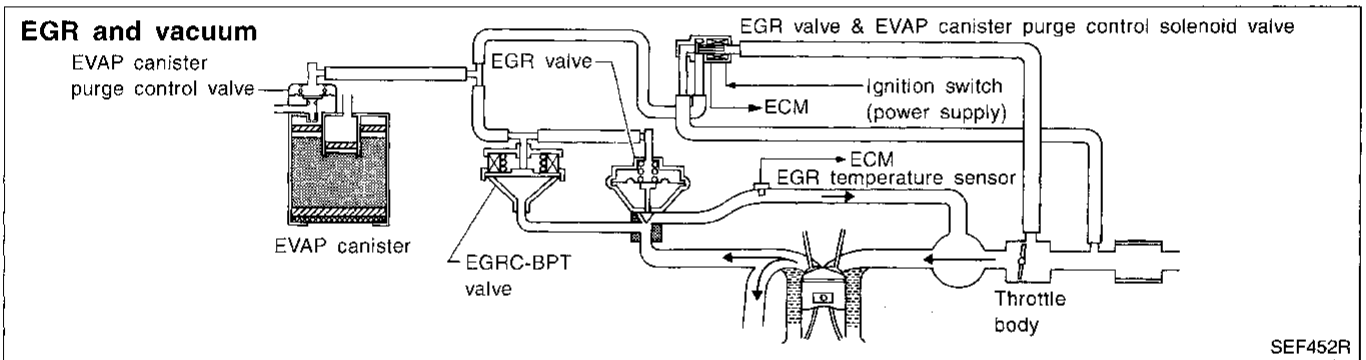 EGR and vacuum
EVAP canister
purge control valve
EGR valve
EGR valve & EVAP canister purge control solenoid valve
Ignition switch
(power supply)
ECM
ECM
EGR temperature sensor
EVAP canister
EGRC-BPT
valve
Throttle
body
SEF452R